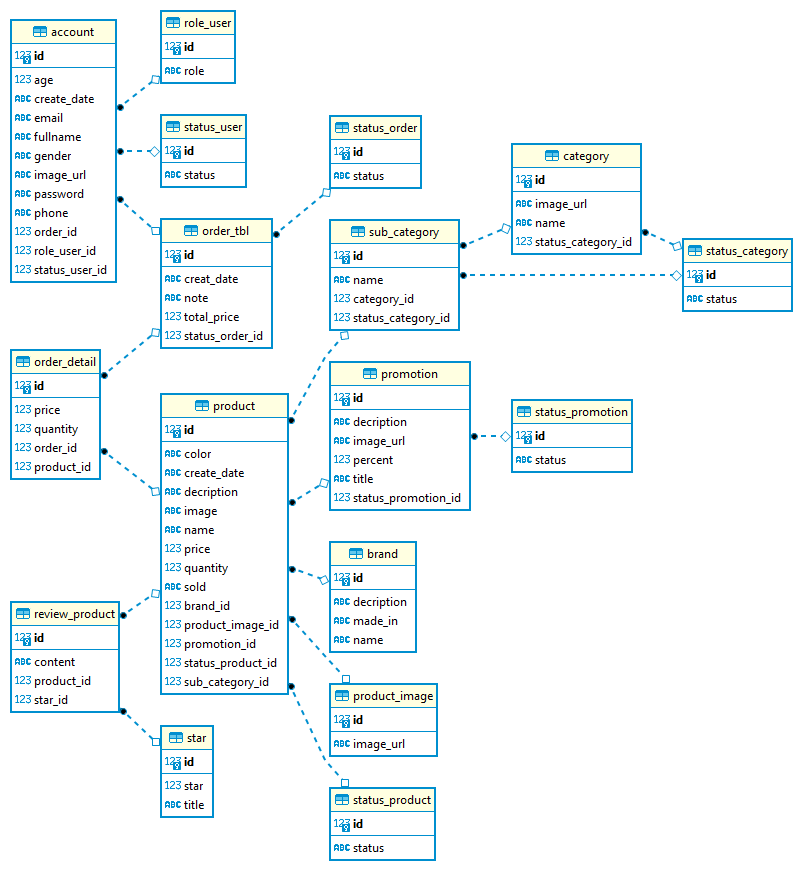 account
123 id
123 age
ABC create_date
ABC email
ABC fullname
ABC gender
ABC image_url
ABC password
ABC phone
123 order_id
123 role_user_id
123 status_user_id
role_user
123 id
ABC role
status_user
123 id
ABC status
order_tbl
123 id
ABC creat_date
ABC note
123 total_price
123 status_order_id
status_order
123 id
ABC status
sub_category
123 id
ABC name
123 category_id
123 status_category_id
category
123 id
ABC image_url
ABC name
123 status_category_id
status_category
123 id
ABC status
order_detail
123 id
123 price
123 quantity
123 order_id
123 product_id
product
123 id
ABC color
ABC create_date
ABC decription
ABC image
ABC name
123 price
123 quantity
ABC sold
123 brand_id
123 product_image_id
123 promotion_id
123 status_product_id
123 sub_category_id
promotion
123 id
ABC decription
ABC image_url
123 percent
ABC title
123 status_promotion_id
status_promotion
123 id
ABC status
brand
123 id
ABC decription
ABC made_in
ABC name
review_product
123 id
ABC content
123 product_id
123 star_id
product_image
123 id
ABC image_url
star
123 id
123 star
ABC title
status_product
123 id
ABC status